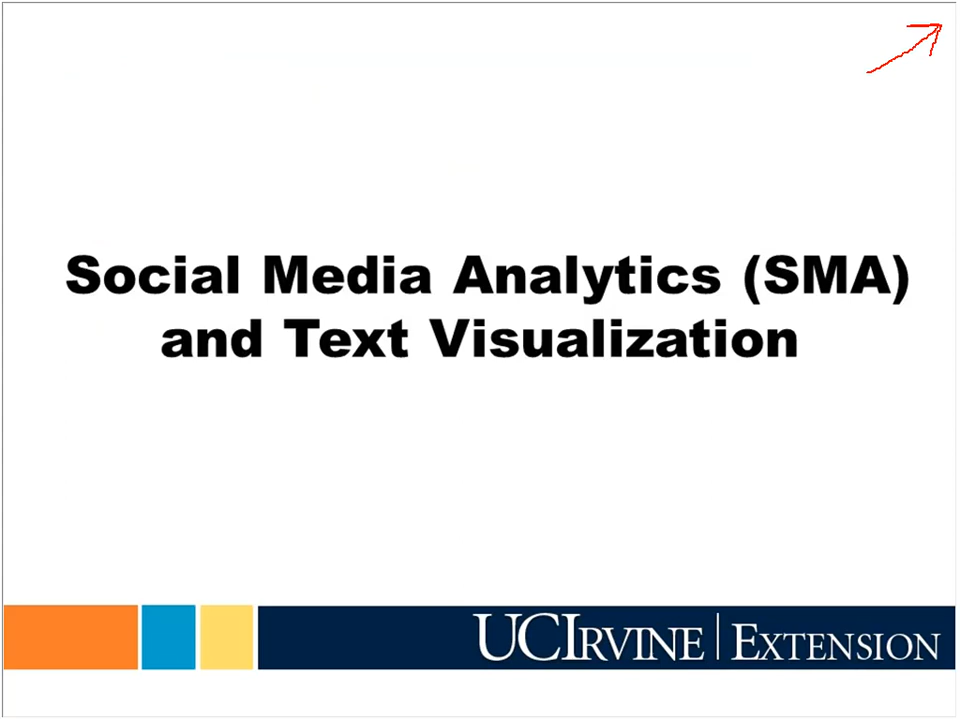 Social Media Analytics (SMA)
and Text Visualization
UCIRVINE | EXTENSION